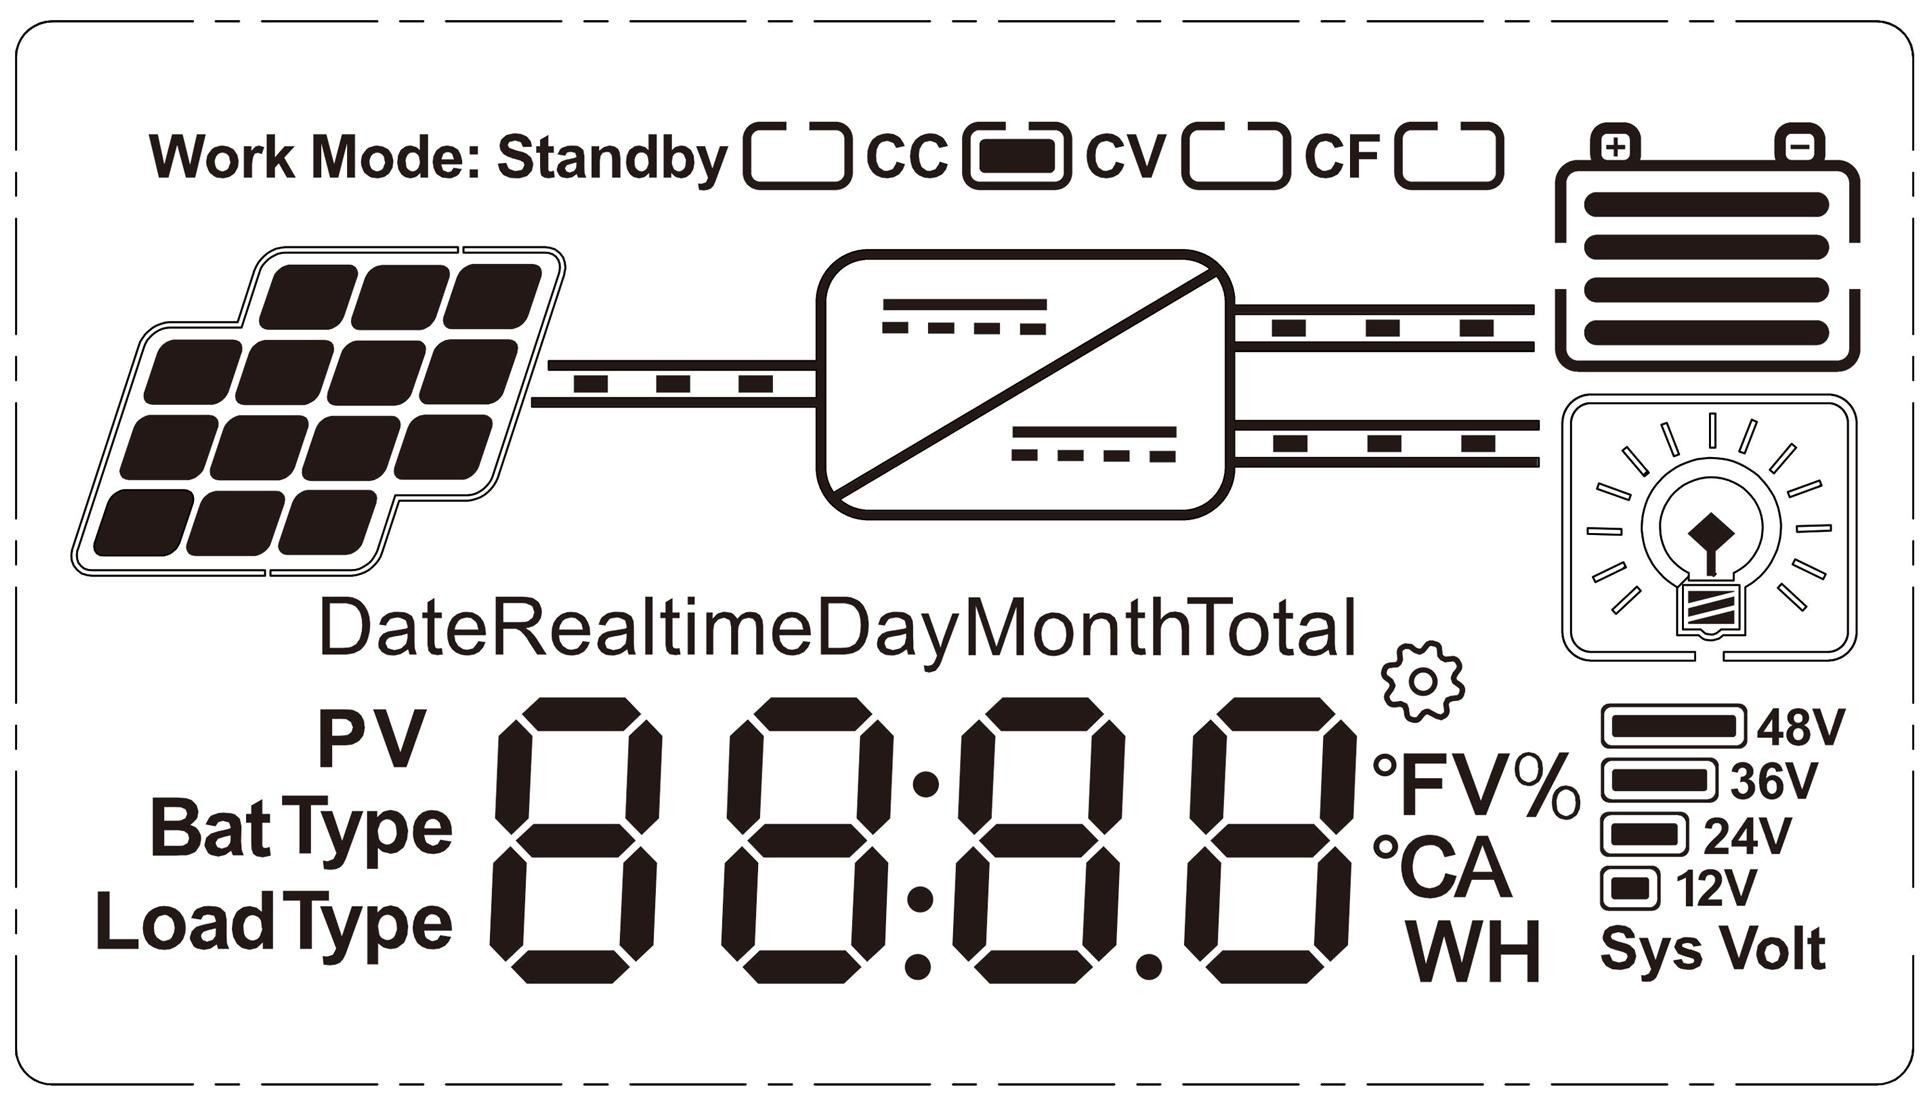 Work Mode: Standby CC CV CF
+ −
DateRealtimeDayMonthTotal
PV
Bat Type
Load Type
88:8.8
°FV%
°CA
WH
48V
36V
24V
12V
Sys Volt